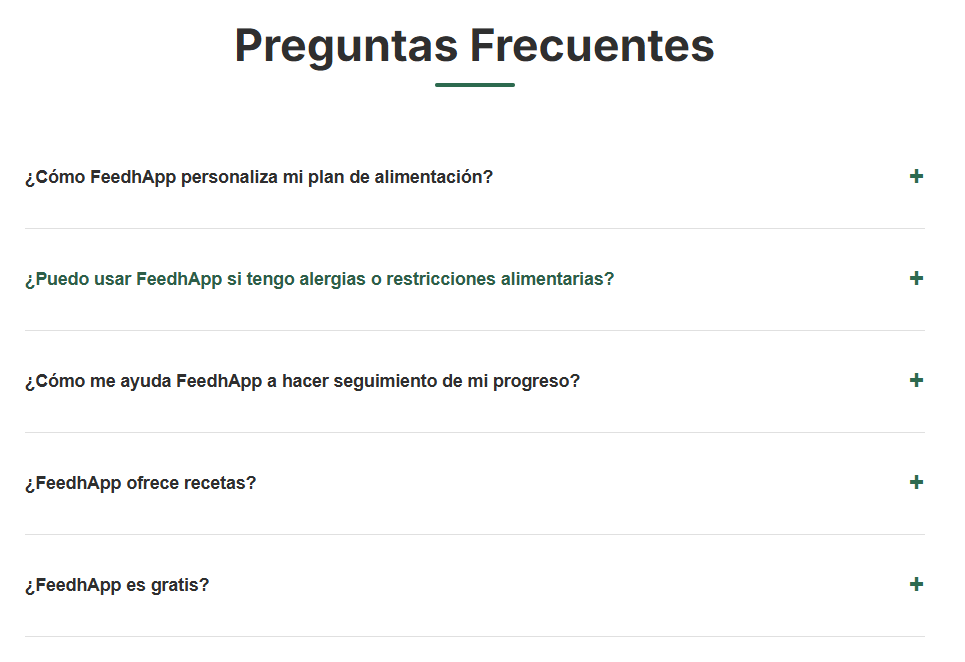 Preguntas Frecuentes
¿Cómo FeedhApp personaliza mi plan de alimentación? +
¿Puedo usar FeedhApp si tengo alergias o restricciones alimentarias? +
¿Cómo me ayuda FeedhApp a hacer seguimiento de mi progreso? +
¿FeedhApp ofrece recetas? +
¿FeedhApp es gratis? +